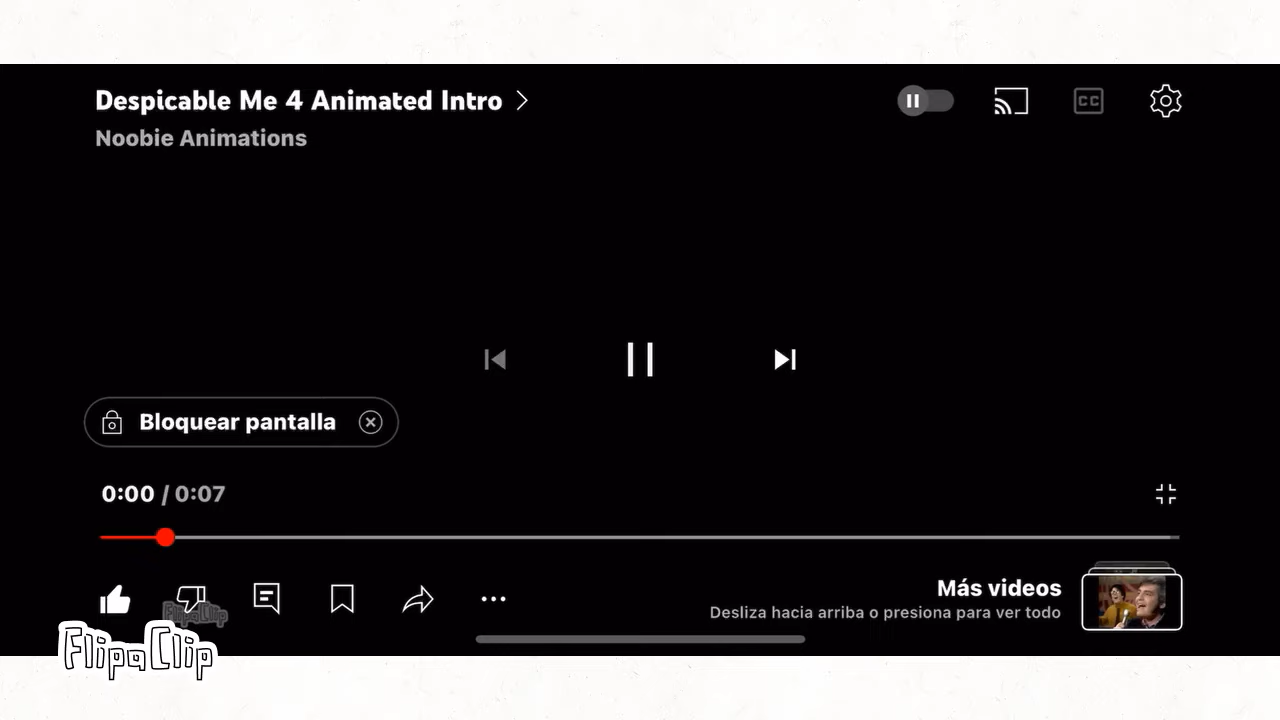 Despicable Me 4 Animated Intro
Noobie Animations
CC
Bloquear pantalla
0:00 / 0:07
Más videos
Desliza hacia arriba o presiona para ver todo
FlipaClip
FlipaClip